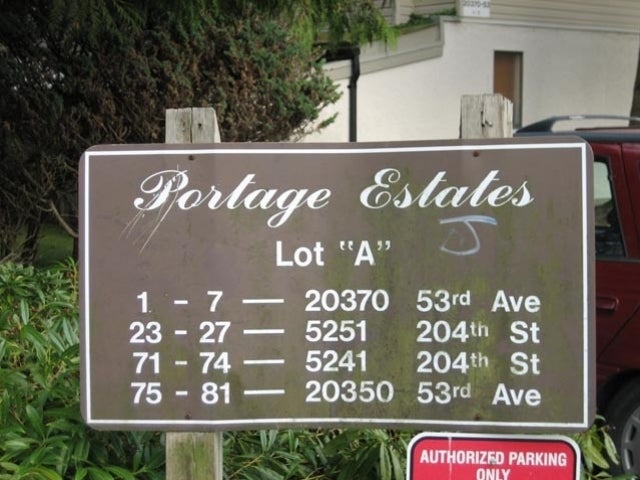 Portage Estates
Lot "A"
1 - 7 — 20370 53rd Ave
23 - 27 — 5251 204th St
71 - 74 — 5241 204th St
75 - 81 — 20350 53rd Ave
AUTHORIZED PARKING
ONLY